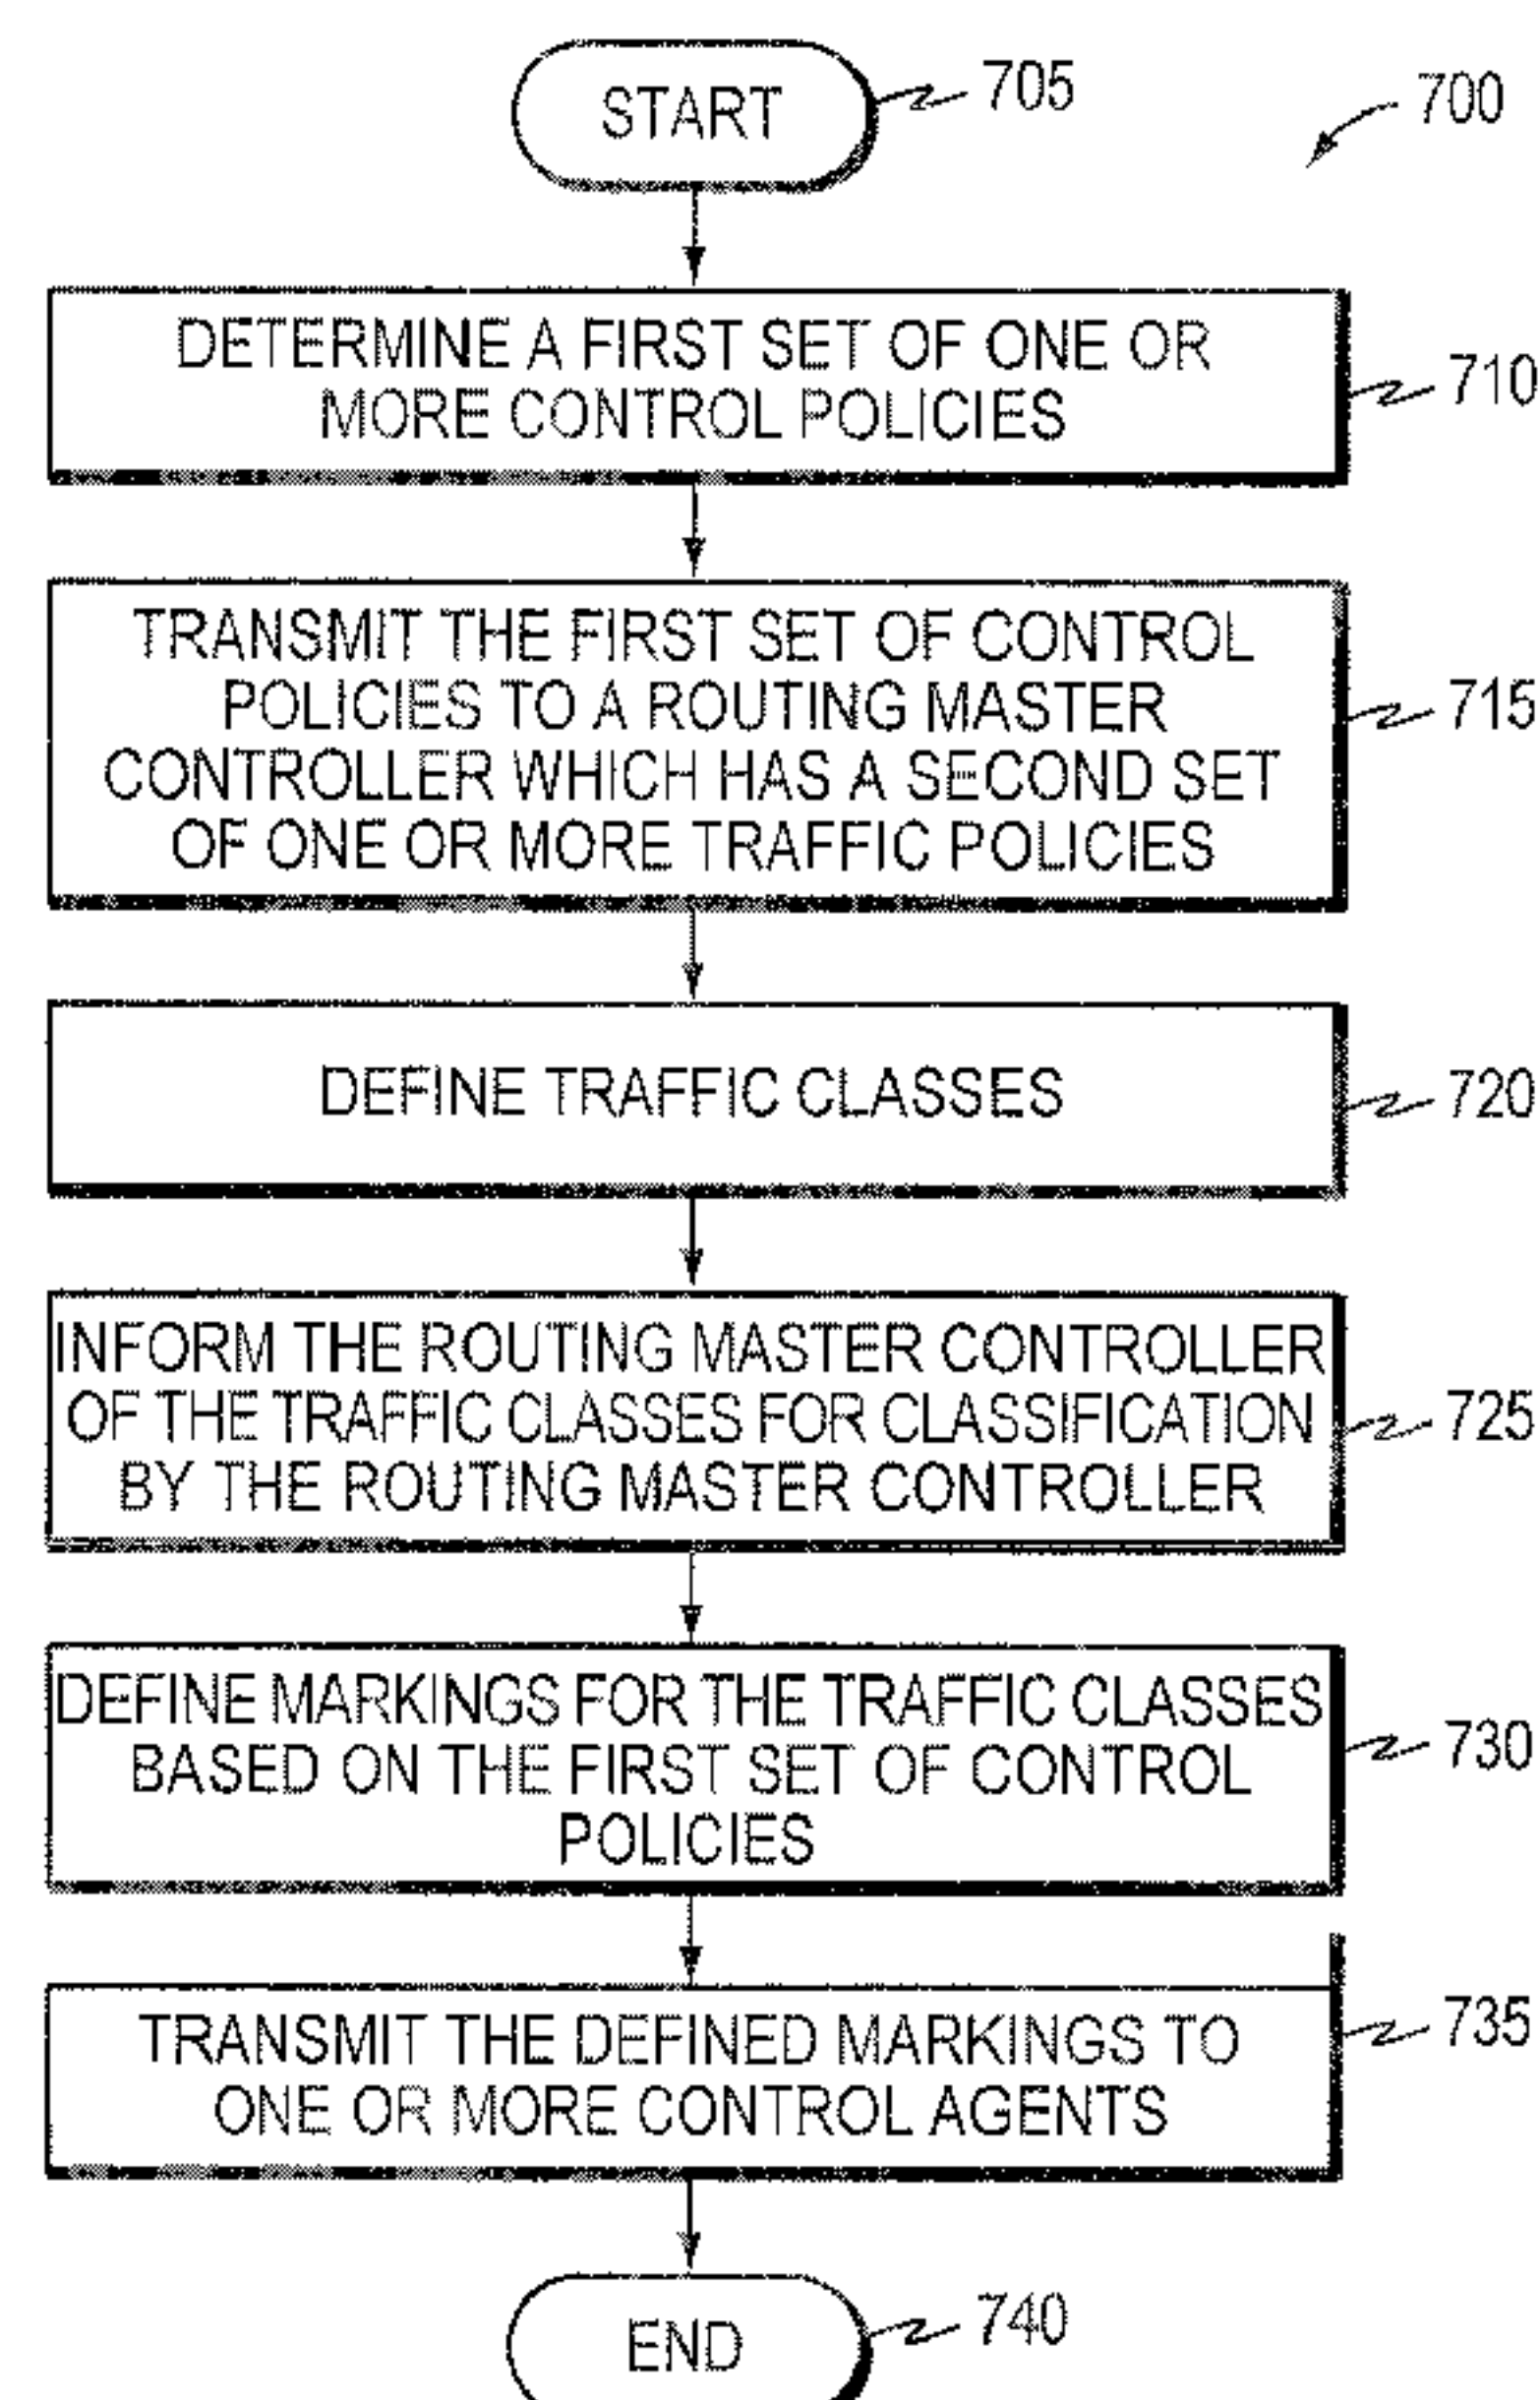 START
705
700
DETERMINE A FIRST SET OF ONE OR
MORE CONTROL POLICIES
710
TRANSMIT THE FIRST SET OF CONTROL
POLICIES TO A ROUTING MASTER
CONTROLLER WHICH HAS A SECOND SET
OF ONE OR MORE TRAFFIC POLICIES
715
DEFINE TRAFFIC CLASSES
720
INFORM THE ROUTING MASTER CONTROLLER
OF THE TRAFFIC CLASSES FOR CLASSIFICATION
BY THE ROUTING MASTER CONTROLLER
725
DEFINE MARKINGS FOR THE TRAFFIC CLASSES
BASED ON THE FIRST SET OF CONTROL
POLICIES
730
TRANSMIT THE DEFINED MARKINGS TO
ONE OR MORE CONTROL AGENTS
735
END
740